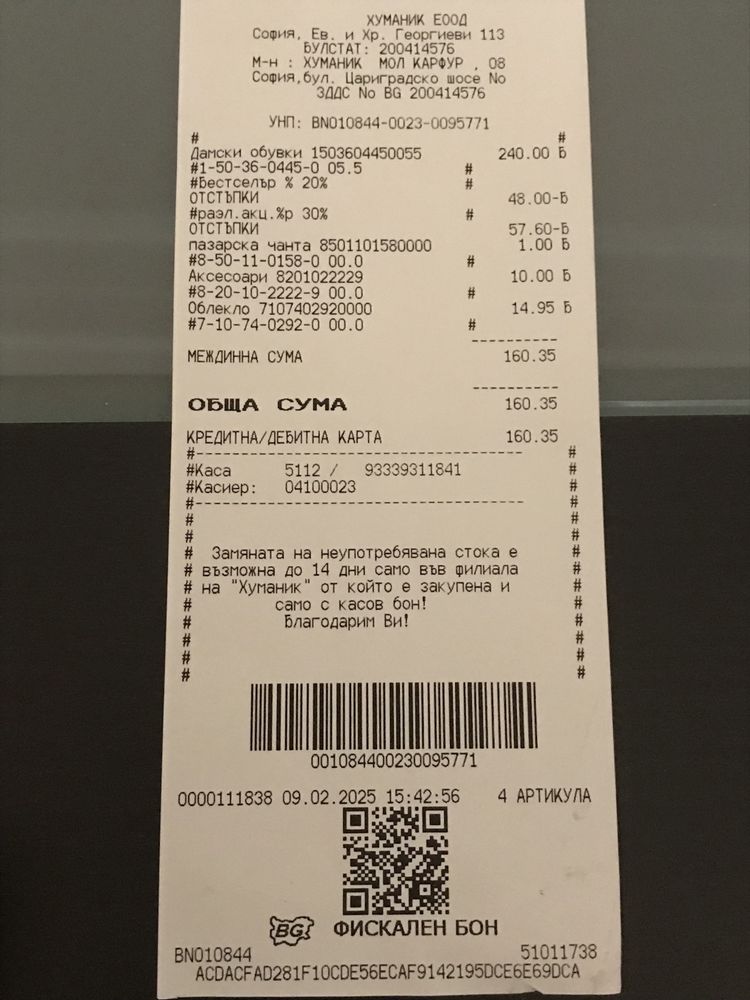 ХУМАНИК ЕООД
София, Ев. и Хр. Георгиеви 113
БУЛСТАТ: 200414576
М-н : ХУМАНИК МОЛ КАРФУР , 08
София,бул. Цариградско шосе No
ЗДДС No BG 200414576
УНП: BN010844-0023-0095771
# #
Дамски обувки 1503604450055 240.00 Б
#1-50-36-0445-0 05.5 #
#Бестселър % 20% #
ОТСТЪПКИ 48.00-Б
#разл.акц.%р 30% #
ОТСТЪПКИ 57.60-Б
пазарска чанта 8501101580000 1.00 Б
#8-50-11-0158-0 00.0 #
Аксесоари 8201022229 10.00 Б
#8-20-10-2222-9 00.0 #
Облекло 7107402920000 14.95 Б
#7-10-74-0292-0 00.0 #
----------
МЕЖДИННА СУМА 160.35
----------
ОБЩА СУМА 160.35
КРЕДИТНА/ДЕБИТНА КАРТА 160.35
#---------------------------------------- #
#Каса 5112 / 93339311841 #
#Касиер: 04100023 #
#---------------------------------------- #
# #
# #
# Замяната на неупотребявана стока е #
# възможна до 14 дни само във филиала #
# на "Хуманик" от който е закупена и #
# само с касов бон! #
# Благодарим Ви! #
# #
# #
# #
001084400230095771
0000111838 09.02.2025 15:42:56 4 АРТИКУЛА
BG
ФИСКАЛЕН БОН
BN010844 51011738
ACDACFAD281F10CDE56ECAF9142195DCE6E69DCA